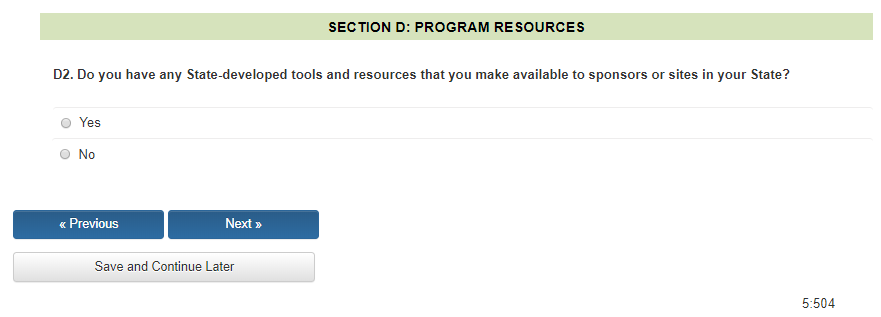 SECTION D: PROGRAM RESOURCES
D2. Do you have any State-developed tools and resources that you make available to sponsors or sites in your State?
Yes
No
« Previous Next »
Save and Continue Later
5:504